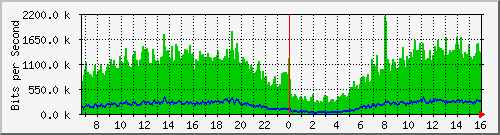 2200.0 k
1650.0 k
1100.0 k
550.0 k
0.0 k
Bits per Second
8 10 12 14 16 18 20 22 0 2 4 6 8 10 12 14 16